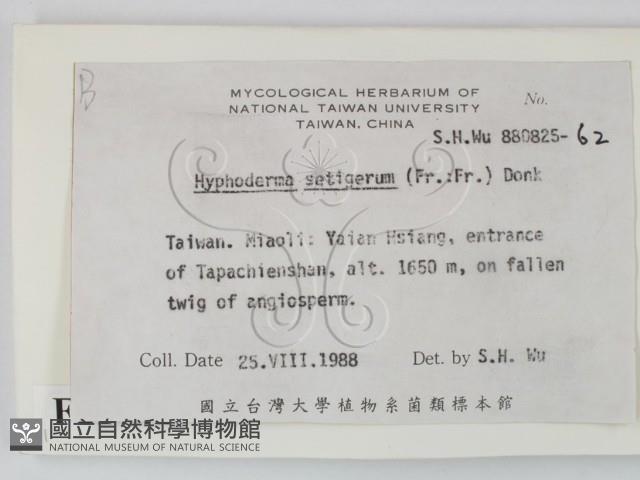 B
MYCOLOGICAL HERBARIUM OF
NATIONAL TAIWAN UNIVERSITY
TAIWAN, CHINA
No.
S.H.Wu 880825-62
Hyphoderma setigerum (Fr.:Fr.) Donk
Taiwan. Miaoli: Yaian Hsiang, entrance
of Tapachienshan, alt. 1650 m, on fallen
twig of angiosperm.
Coll. Date 25.VIII.1988 Det. by S.H. Wu
國立台灣大學植物系菌類標本館
國立自然科學博物館
NATIONAL MUSEUM OF NATURAL SCIENCE